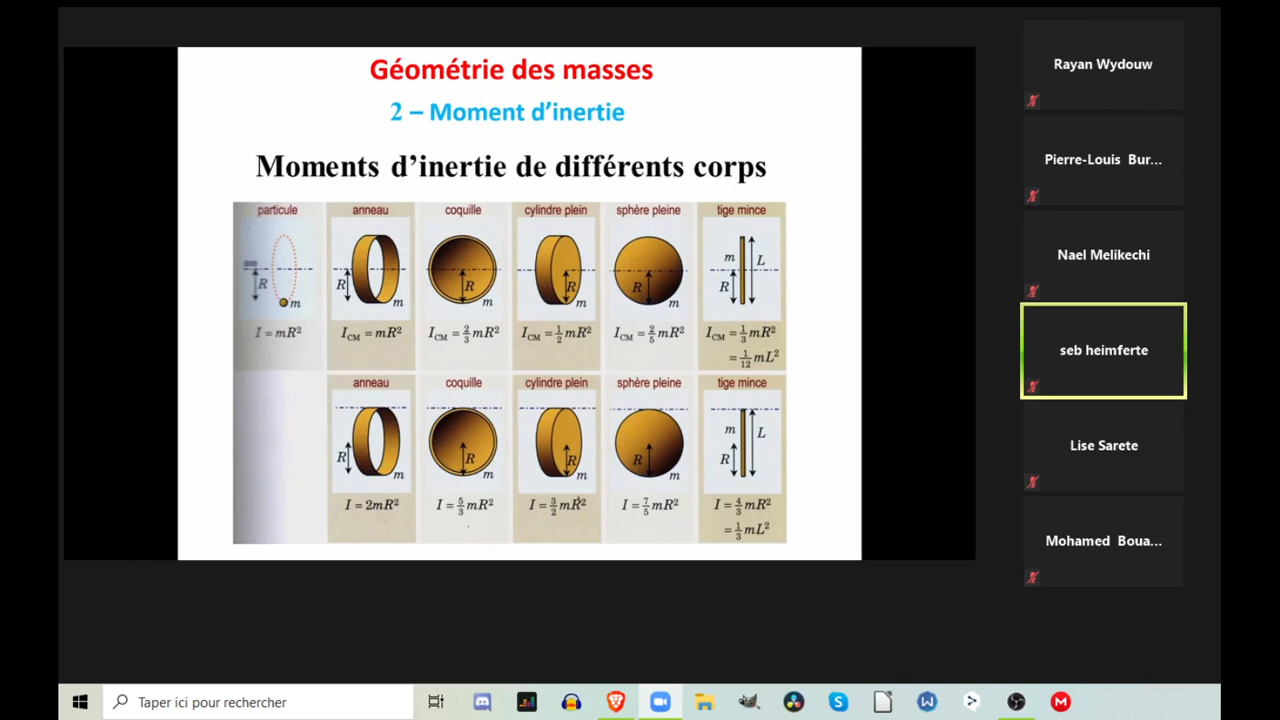 Géométrie des masses
2 – Moment d'inertie
Moments d'inertie de différents corps
particule anneau coquille cylindre plein sphère pleine tige mince
axe R m
R m
R m
R m
R m
m L R
I = mR² I_CM = mR² I_CM = 2/3 mR² I_CM = 1/2 mR² I_CM = 2/5 mR² I_CM = 1/3 mR²
= 1/12 mL²
anneau coquille cylindre plein sphère pleine tige mince
R m
R m
R m
R m
m L R
I = 2mR² I = 5/3 mR² I = 3/2 mR² I = 7/5 mR² I = 4/3 mR²
= 1/3 mL²
Rayan Wydouw
Pierre-Louis Bur...
Nael Melikechi
seb heimferte
Lise Sarete
Mohamed Boua...
Taper ici pour rechercher